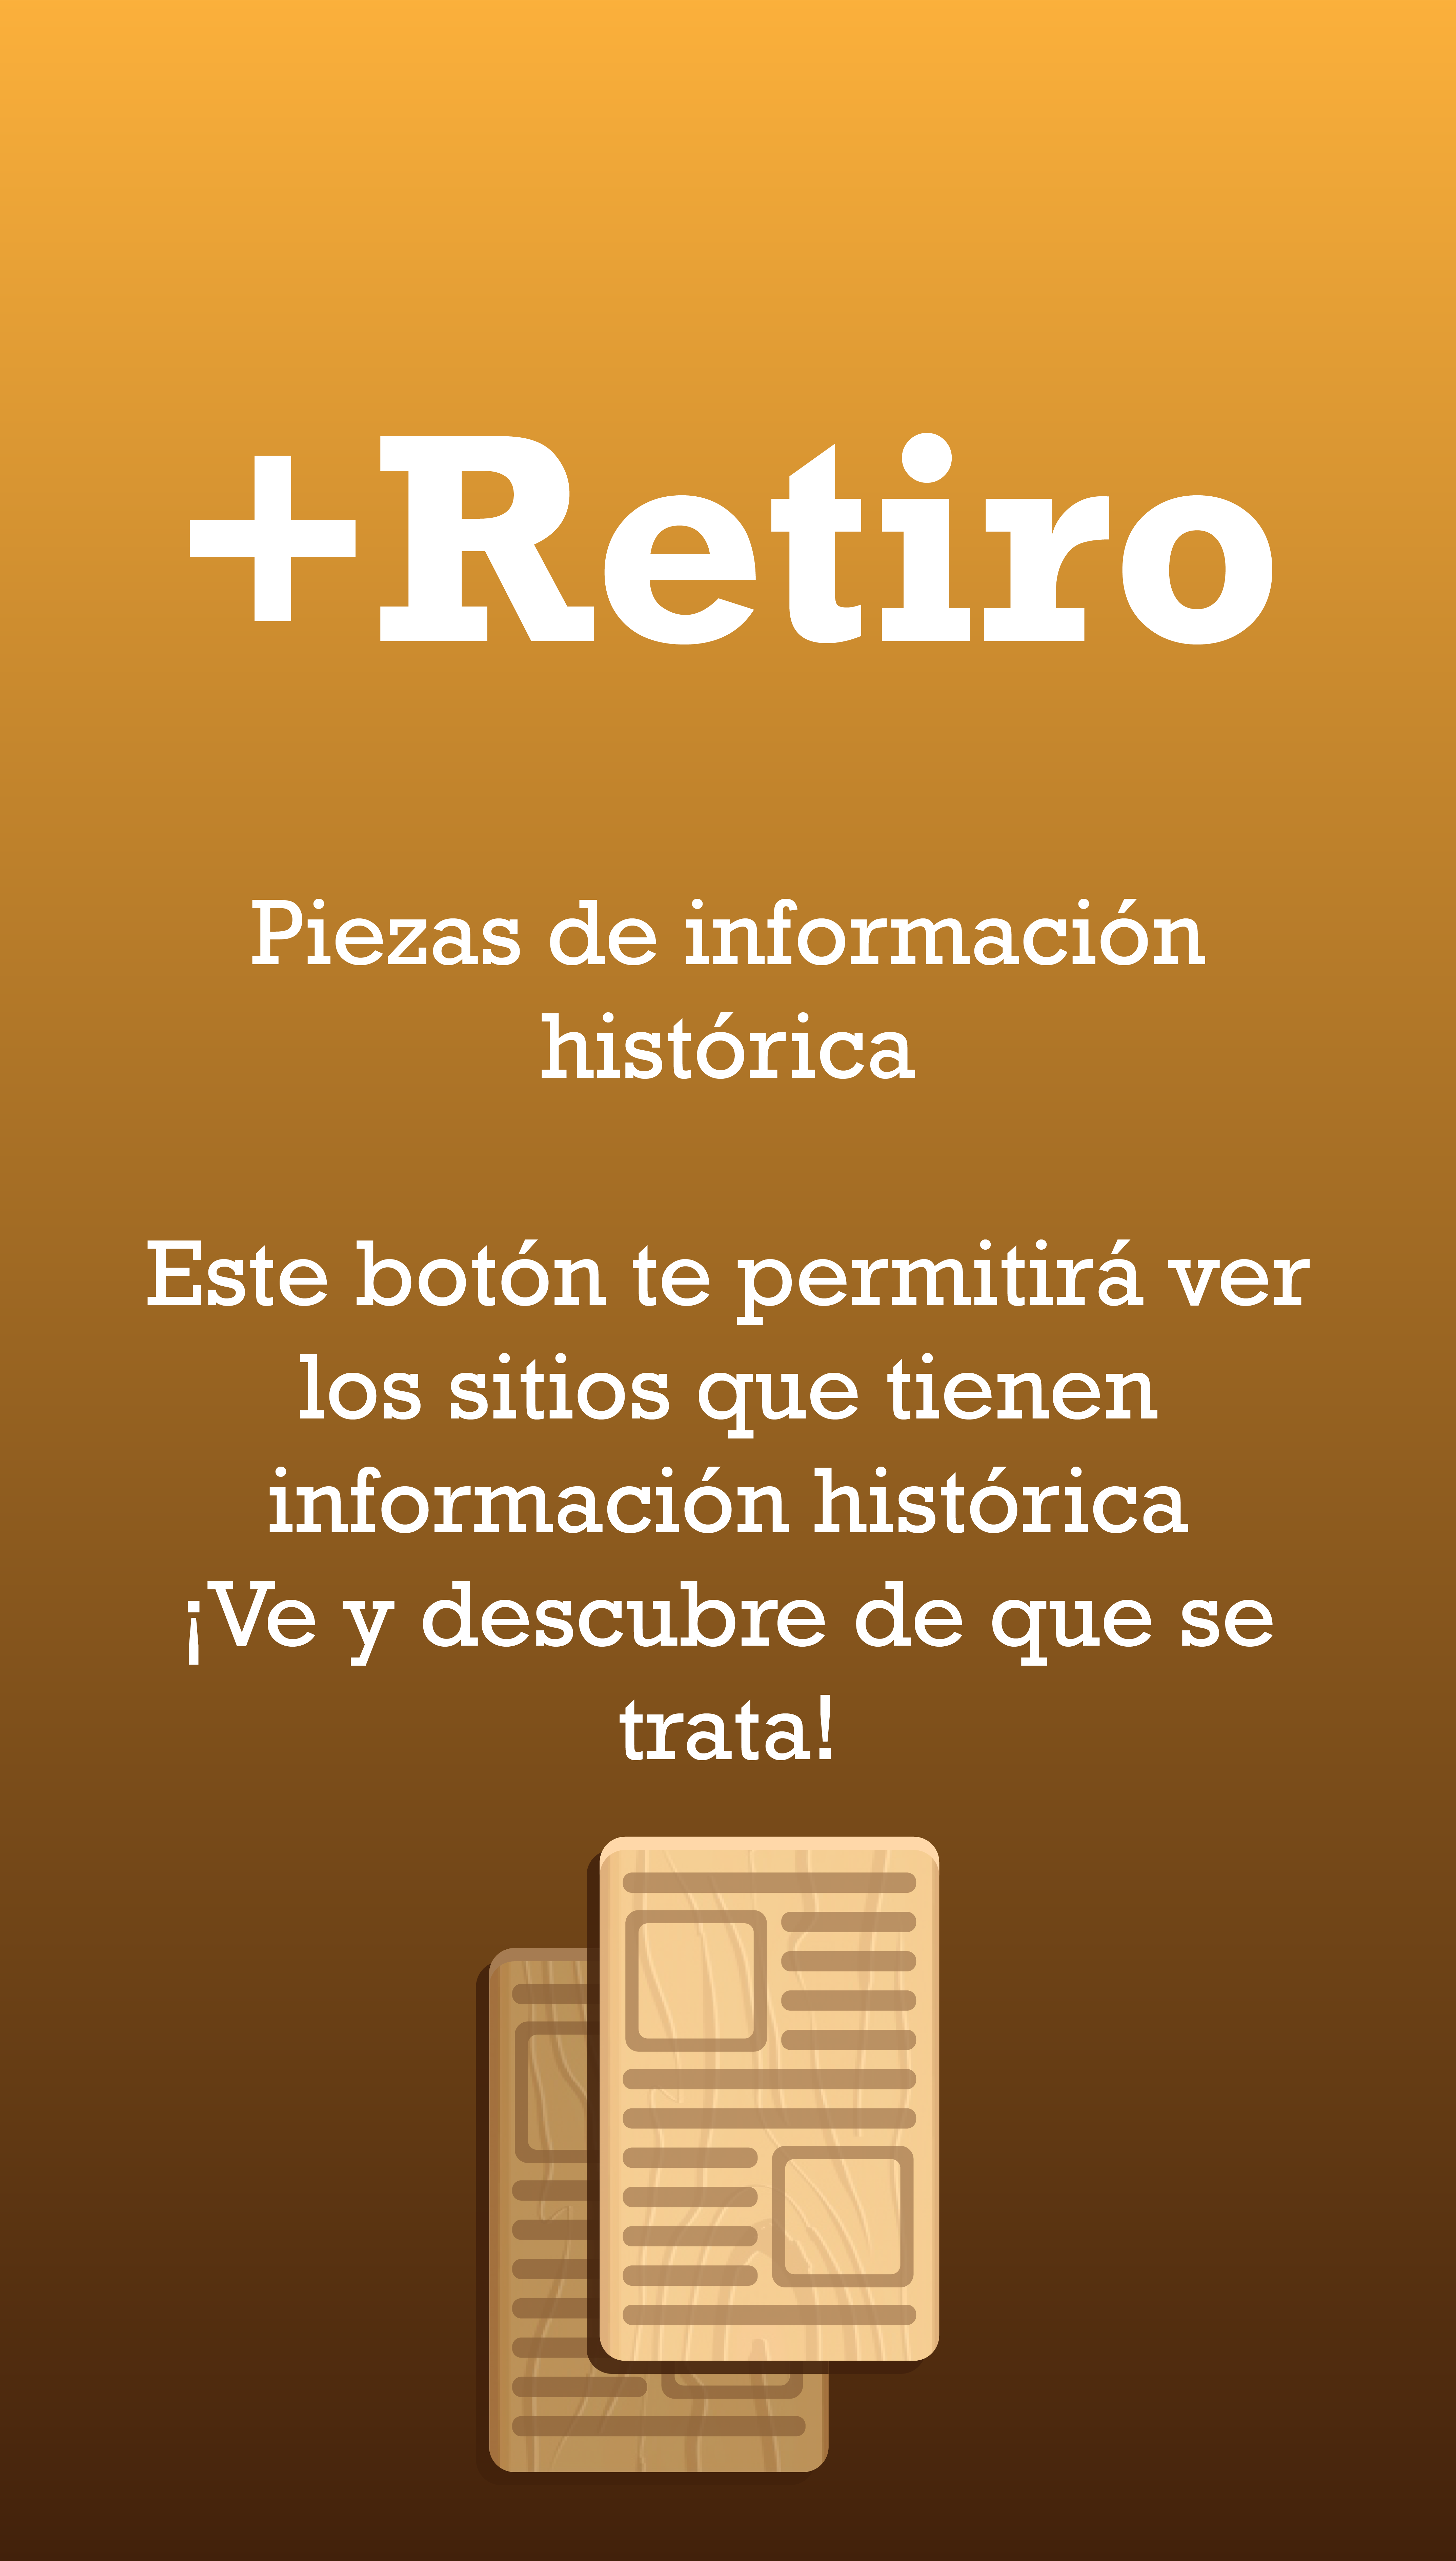 +Retiro
Piezas de información
histórica
Este botón te permitirá ver
los sitios que tienen
información histórica
¡Ve y descubre de que se
trata!